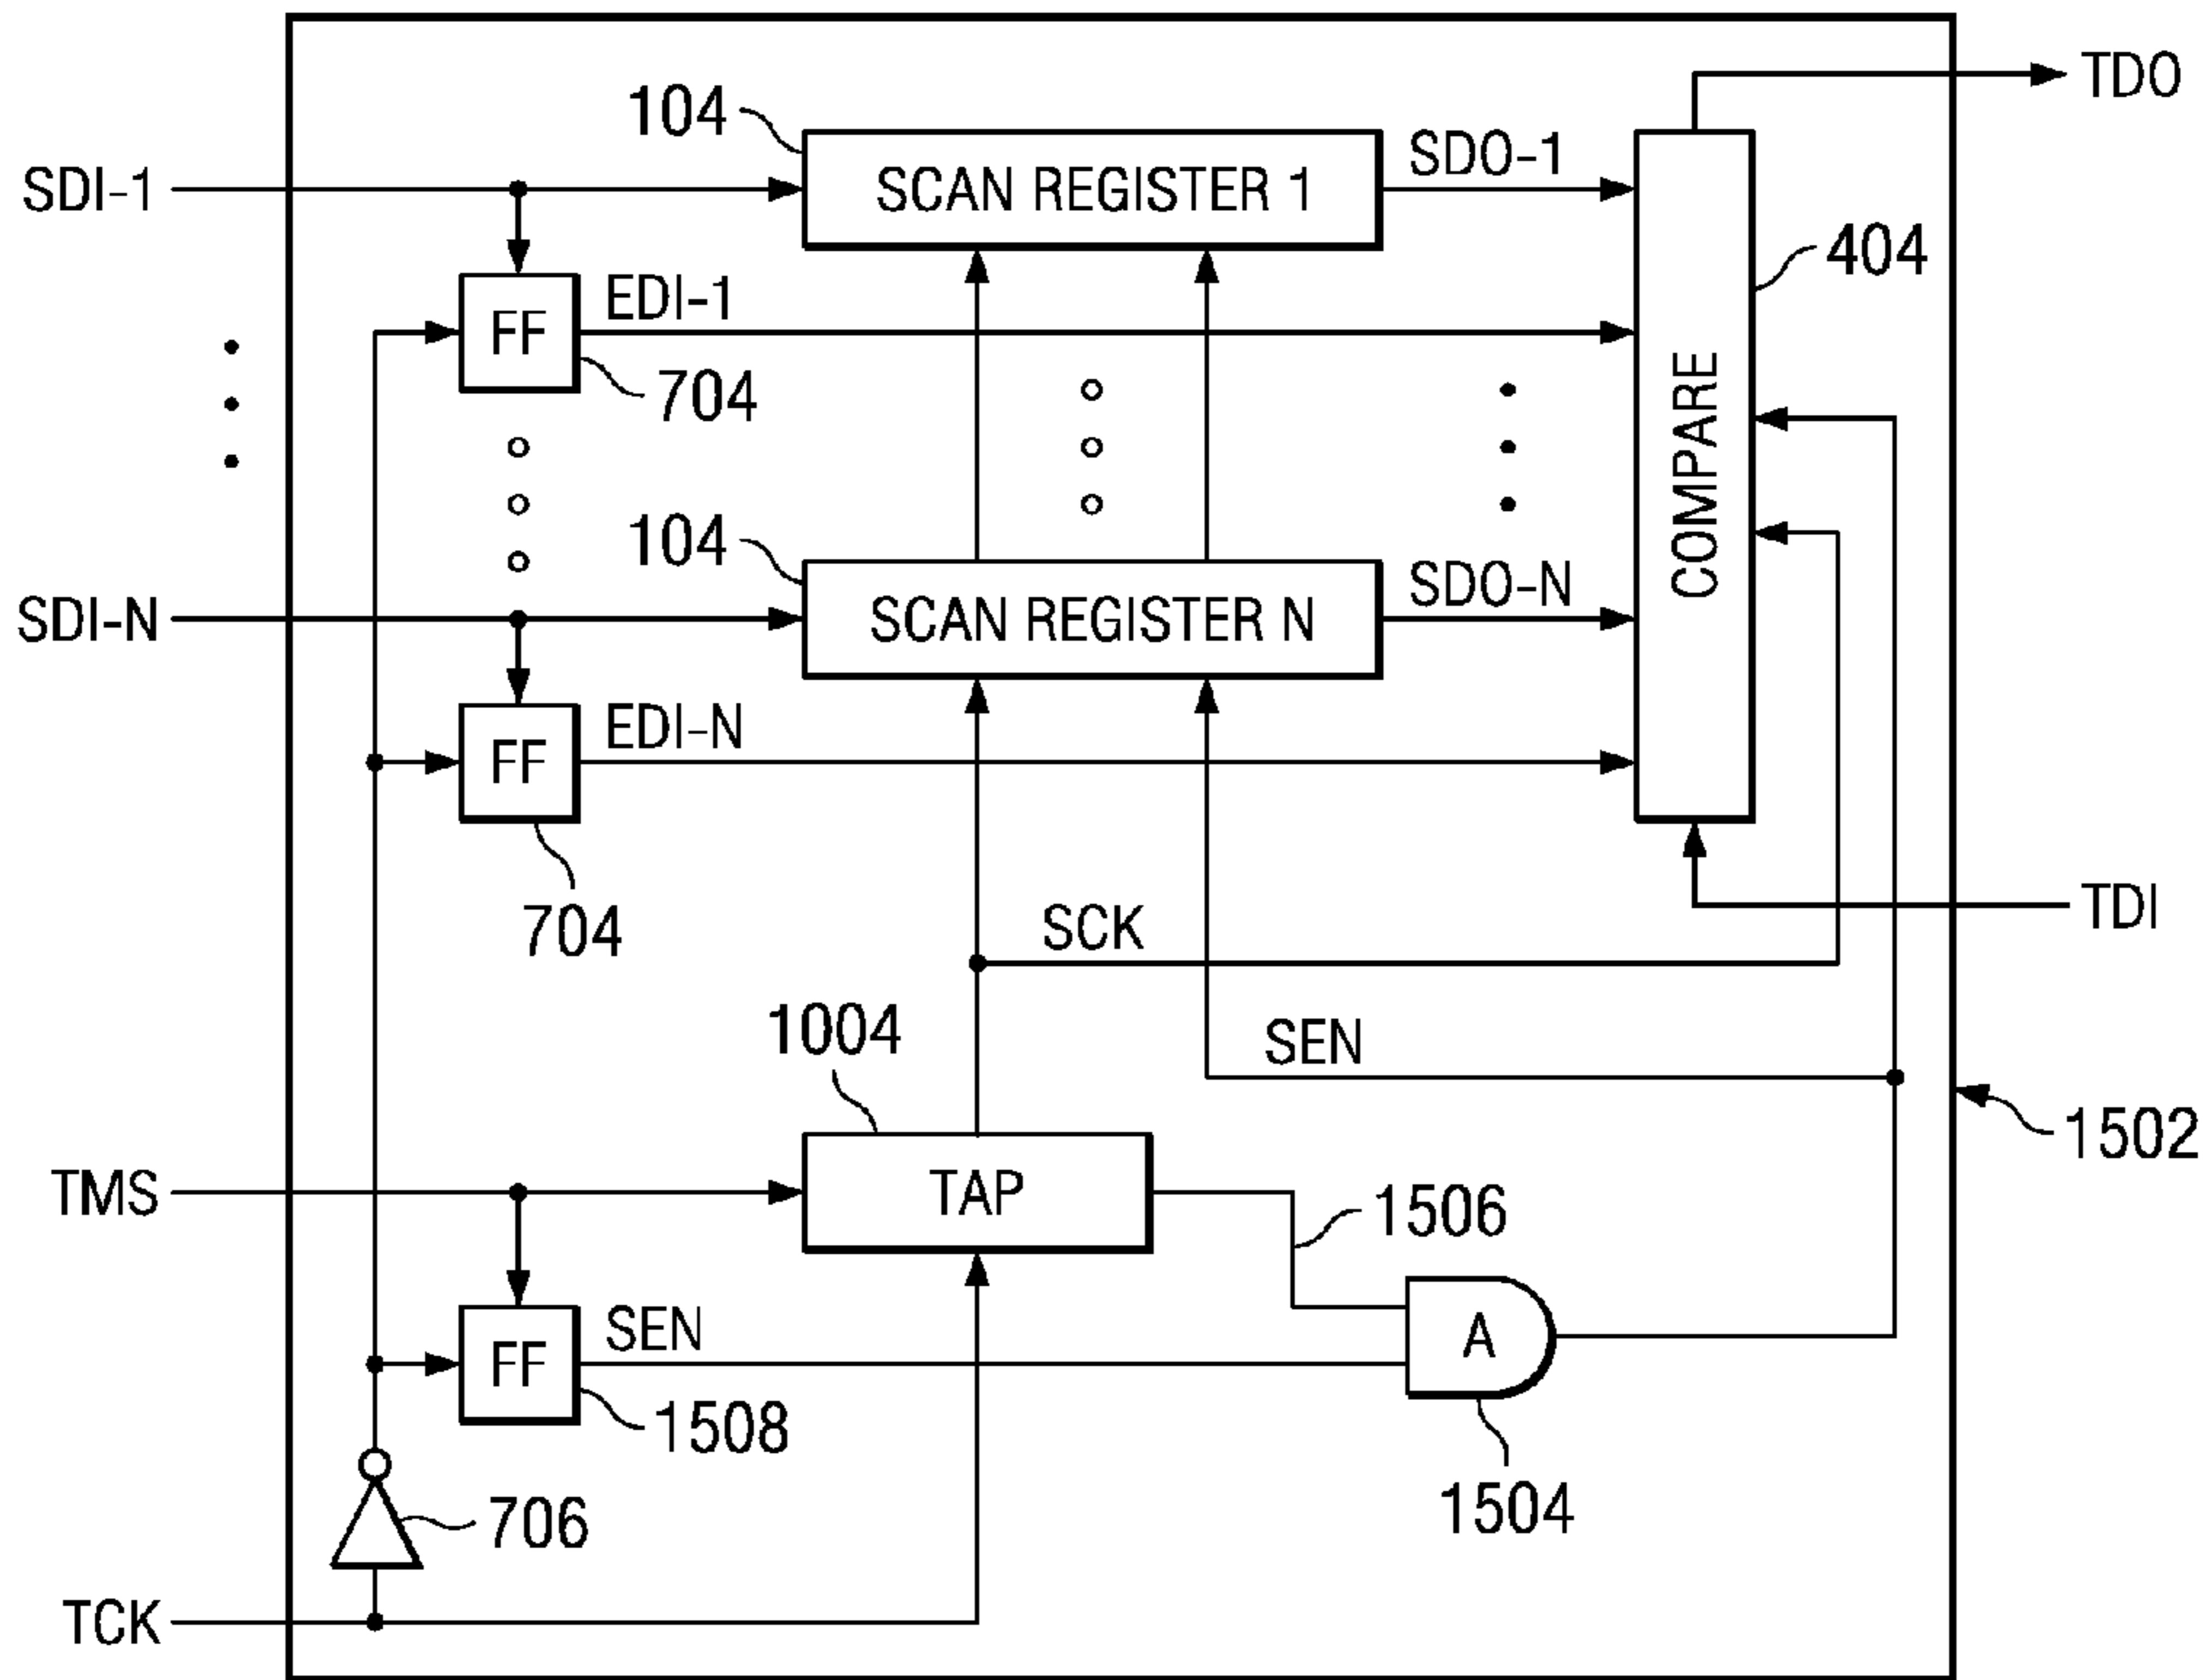 TDO
104
SDI-1
SCAN REGISTER 1
SDO-1
404
EDI-1
FF
704
COMPARE
104
SDI-N
SCAN REGISTER N
SDO-N
EDI-N
FF
704
TDI
SCK
1004
SEN
1502
TMS
TAP
1506
SEN
FF
A
1508
706
1504
TCK